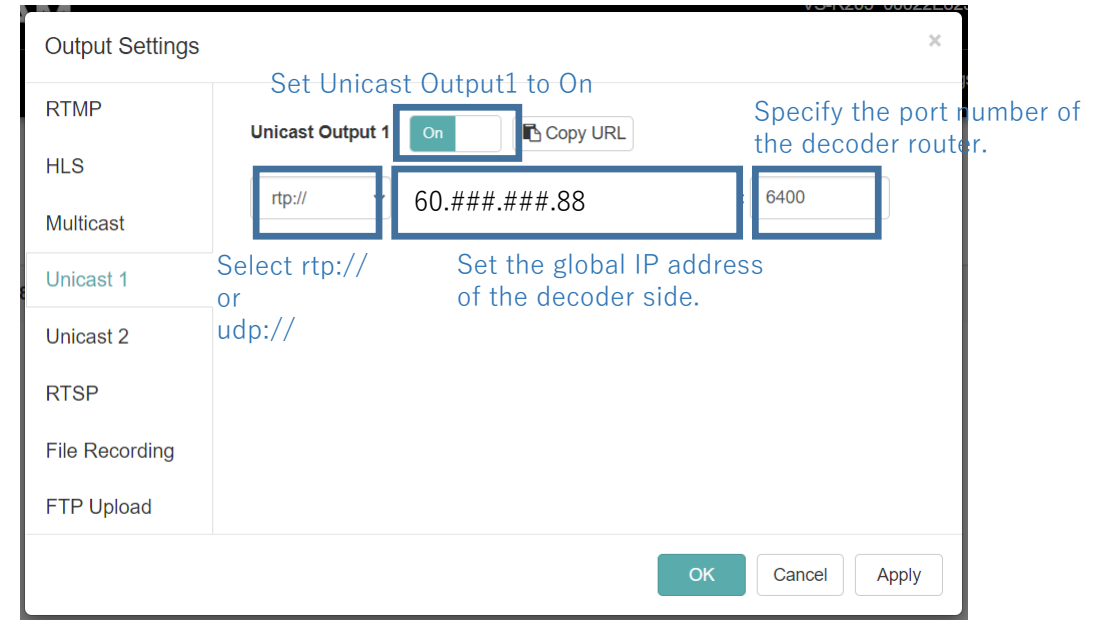 Output Settings ×
Set Unicast Output1 to On
RTMP
Unicast Output 1 On Copy URL
Specify the port number of
the decoder router.
HLS
rtp:// 60.###.###.88 : 6400
Multicast
Unicast 1
Select rtp://
or
udp://
Set the global IP address
of the decoder side.
Unicast 2
RTSP
File Recording
FTP Upload
OK Cancel Apply